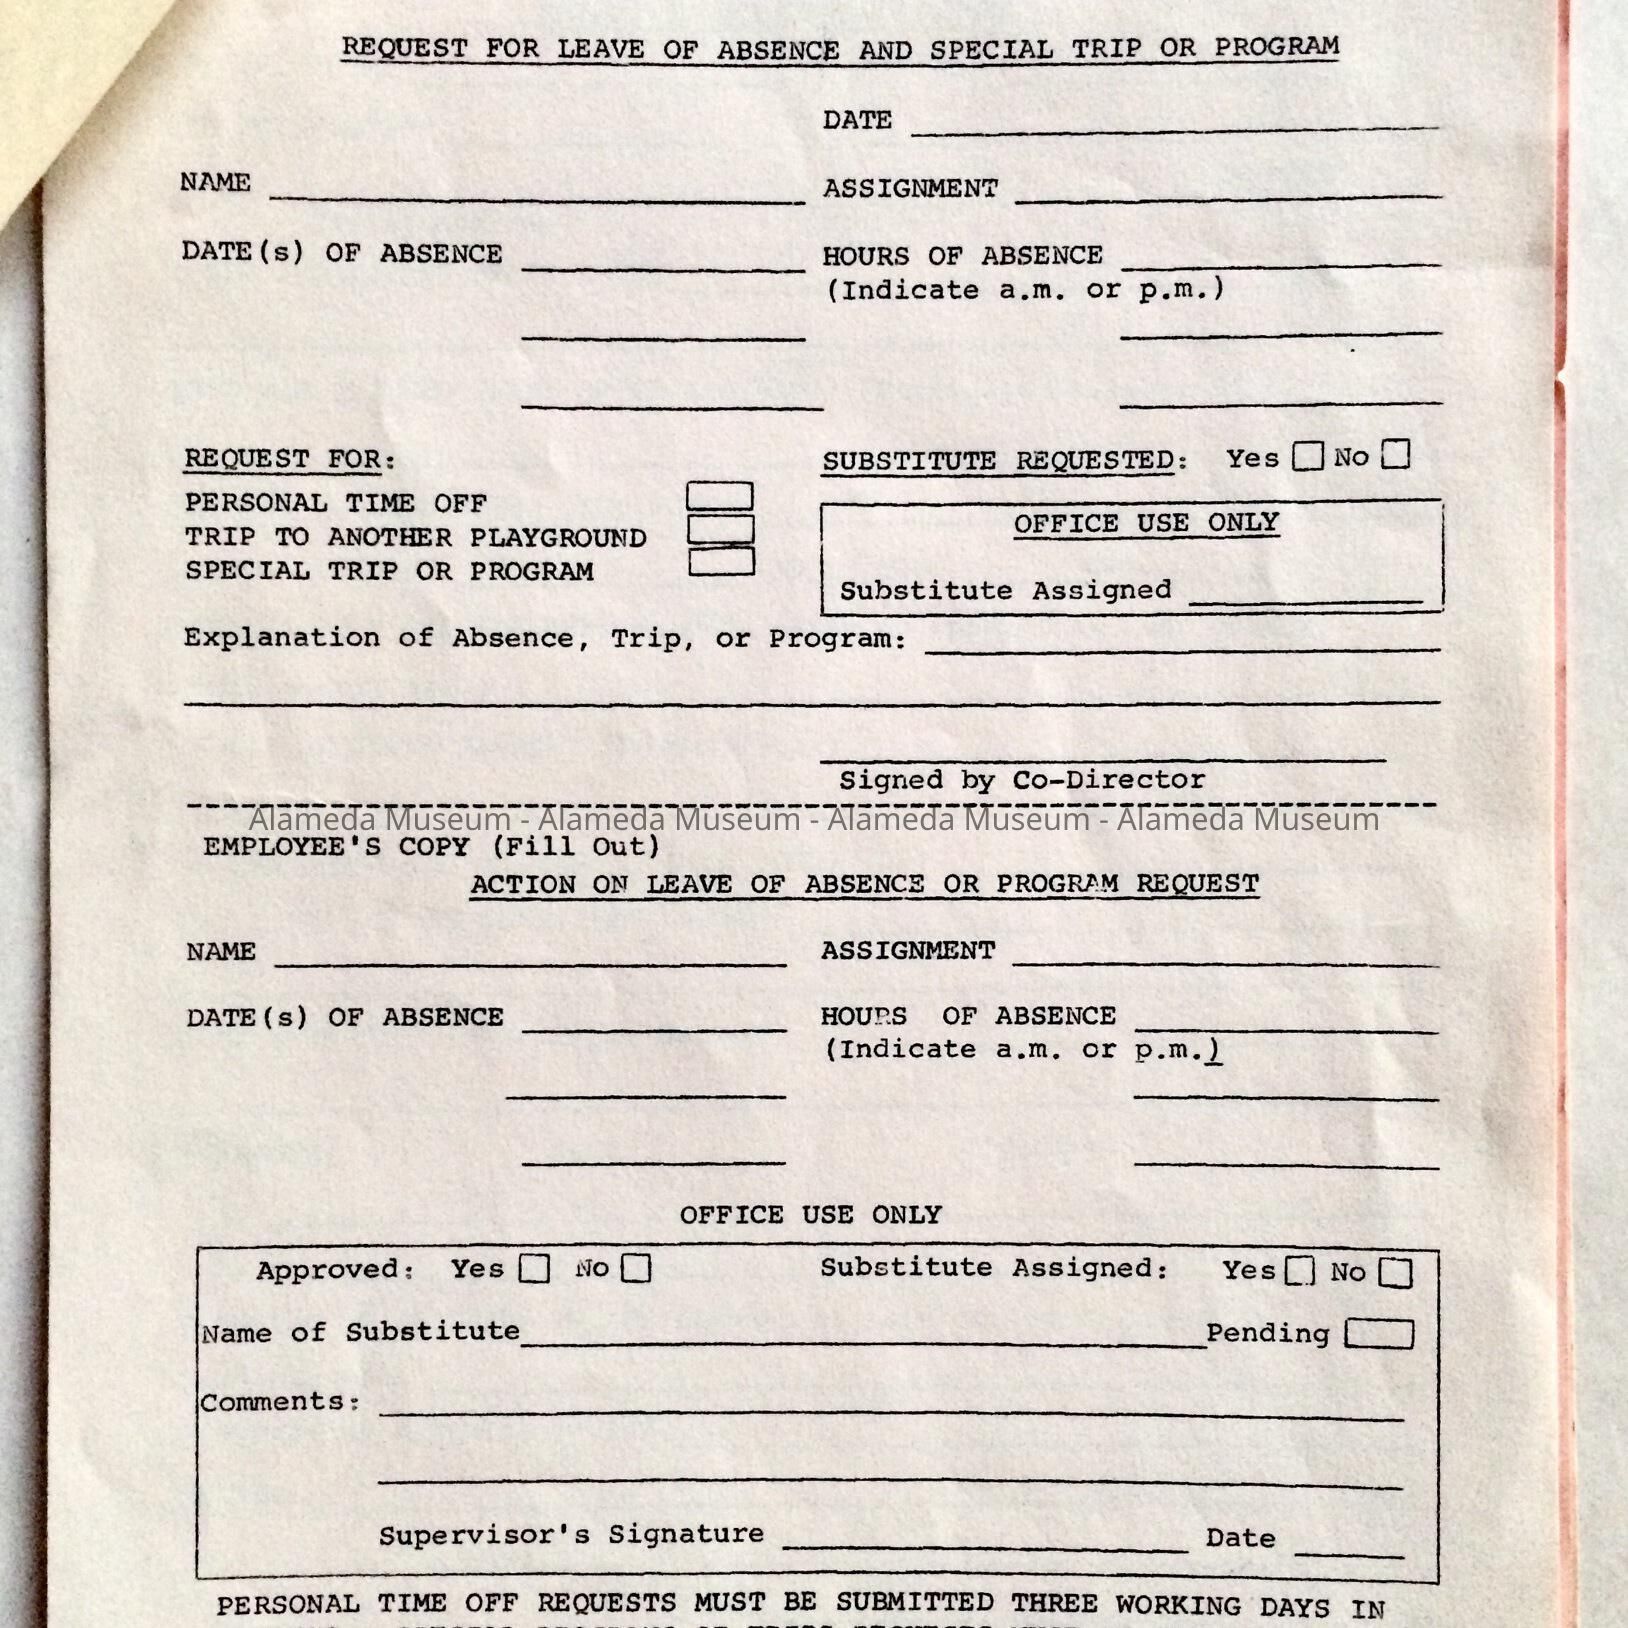 REQUEST FOR LEAVE OF ABSENCE AND SPECIAL TRIP OR PROGRAM
DATE
NAME ASSIGNMENT
DATE(s) OF ABSENCE HOURS OF ABSENCE
(Indicate a.m. or p.m.)
REQUEST FOR: SUBSTITUTE REQUESTED: Yes No
PERSONAL TIME OFF
OFFICE USE ONLY
TRIP TO ANOTHER PLAYGROUND
SPECIAL TRIP OR PROGRAM
Substitute Assigned
Explanation of Absence, Trip, or Program:
Signed by Co-Director
Alameda Museum - Alameda Museum - Alameda Museum - Alameda Museum
EMPLOYEE'S COPY (Fill Out)
ACTION ON LEAVE OF ABSENCE OR PROGRAM REQUEST
NAME ASSIGNMENT
DATE(s) OF ABSENCE HOURS OF ABSENCE
(Indicate a.m. or p.m.)
OFFICE USE ONLY
Approved: Yes No Substitute Assigned: Yes No
Name of Substitute Pending
Comments:
Supervisor's Signature Date
PERSONAL TIME OFF REQUESTS MUST BE SUBMITTED THREE WORKING DAYS IN